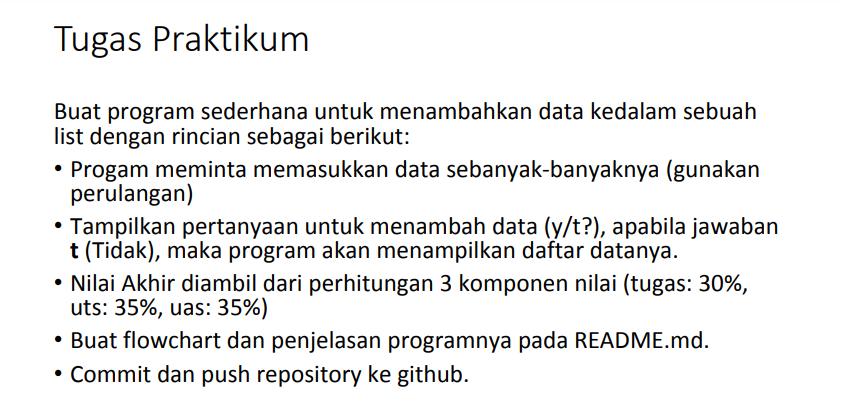 Tugas Praktikum
Buat program sederhana untuk menambahkan data kedalam sebuah
list dengan rincian sebagai berikut:
• Progam meminta memasukkan data sebanyak-banyaknya (gunakan
perulangan)
• Tampilkan pertanyaan untuk menambah data (y/t?), apabila jawaban
t (Tidak), maka program akan menampilkan daftar datanya.
• Nilai Akhir diambil dari perhitungan 3 komponen nilai (tugas: 30%,
uts: 35%, uas: 35%)
• Buat flowchart dan penjelasan programnya pada README.md.
• Commit dan push repository ke github.